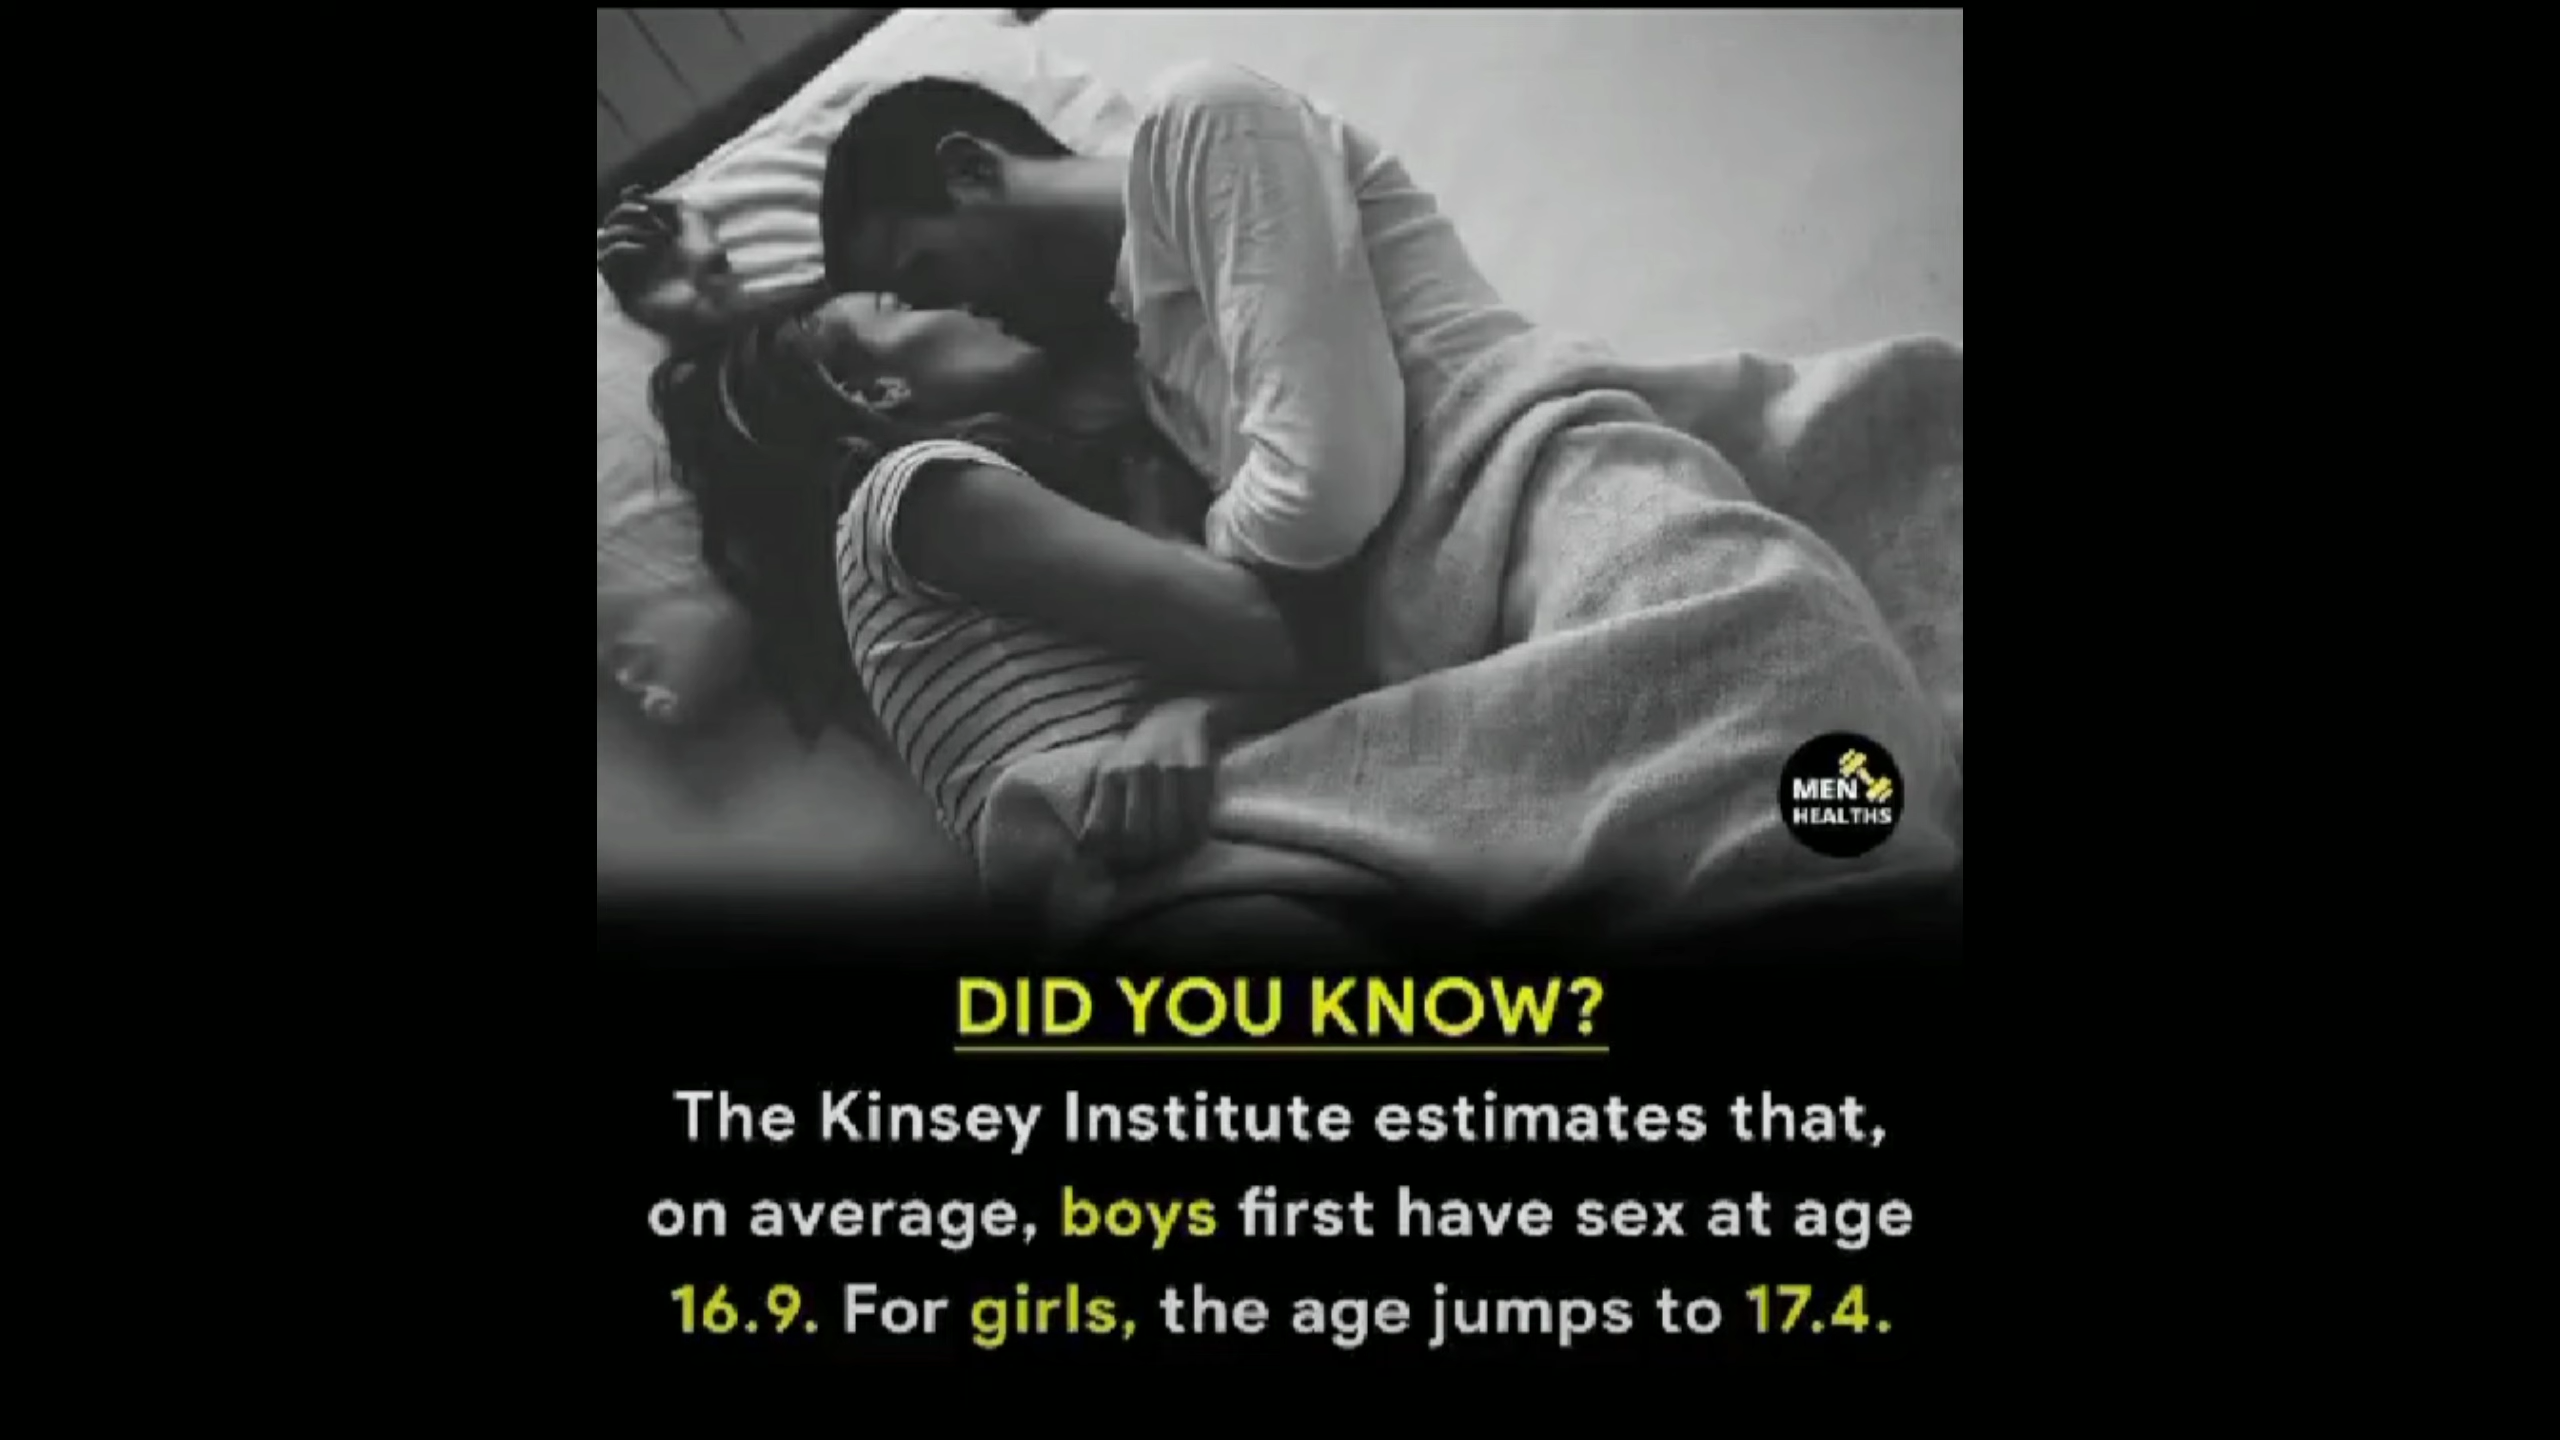 MEN
HEALTHS
DID YOU KNOW?
The Kinsey Institute estimates that,
on average, boys first have sex at age
16.9. For girls, the age jumps to 17.4.